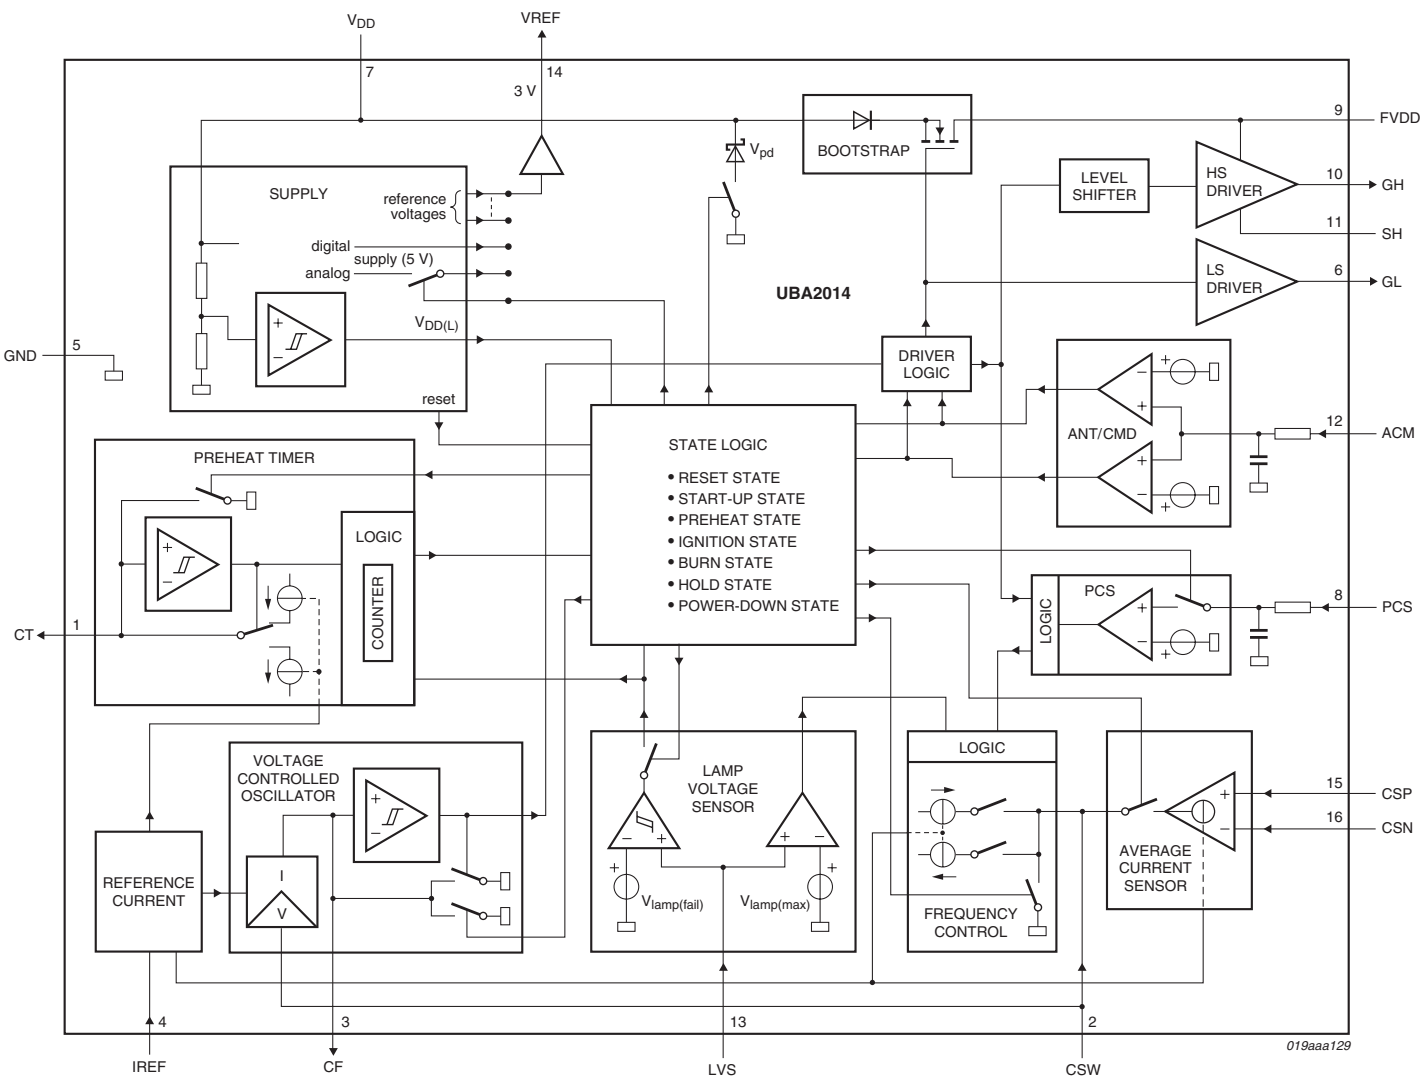 VDD
VREF
7
14
3 V
9
FVDD
BOOTSTRAP
Vpd
SUPPLY
reference
voltages
digital
supply (5 V)
analog
LEVEL
SHIFTER
HS
DRIVER
10
GH
11
SH
UBA2014
LS
DRIVER
6
GL
+
−
VDD(L)
5
GND
DRIVER
LOGIC
reset
ANT/CMD
+
−
+
+
−
+
12
ACM
PREHEAT TIMER
STATE LOGIC
• RESET STATE
• START-UP STATE
• PREHEAT STATE
• IGNITION STATE
• BURN STATE
• HOLD STATE
• POWER-DOWN STATE
LOGIC
COUNTER
+
−
1
CT
LOGIC
PCS
+
−
+
8
PCS
VOLTAGE
CONTROLLED
OSCILLATOR
+
−
I
V
REFERENCE
CURRENT
LAMP
VOLTAGE
SENSOR
−
+
+
−
+
+
Vlamp(fail)
Vlamp(max)
LOGIC
FREQUENCY
CONTROL
+
−
AVERAGE
CURRENT
SENSOR
15
CSP
16
CSN
4
3
13
2
IREF
CF
LVS
CSW
019aaa129